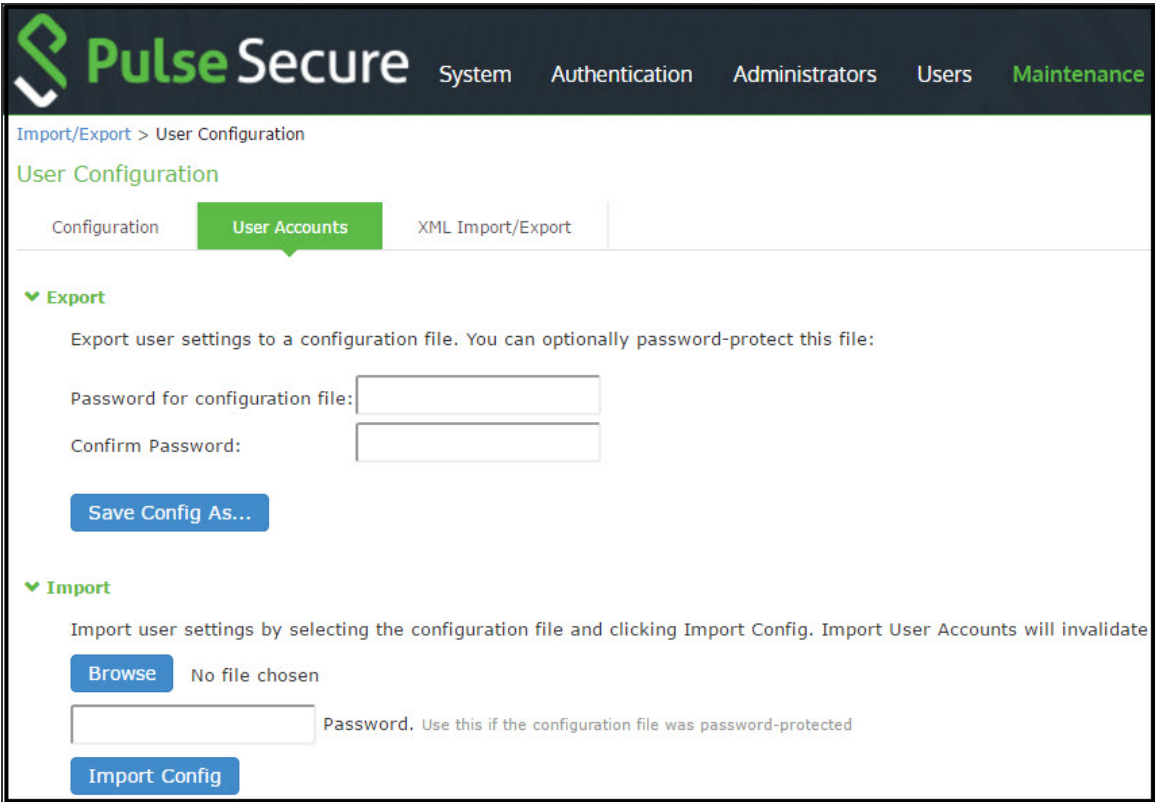 Pulse Secure System Authentication Administrators Users Maintenance
Import/Export > User Configuration
User Configuration
Configuration User Accounts XML Import/Export
Export
Export user settings to a configuration file. You can optionally password-protect this file:
Password for configuration file:
Confirm Password:
Save Config As...
Import
Import user settings by selecting the configuration file and clicking Import Config. Import User Accounts will invalidate
Browse No file chosen
Password. Use this if the configuration file was password-protected
Import Config